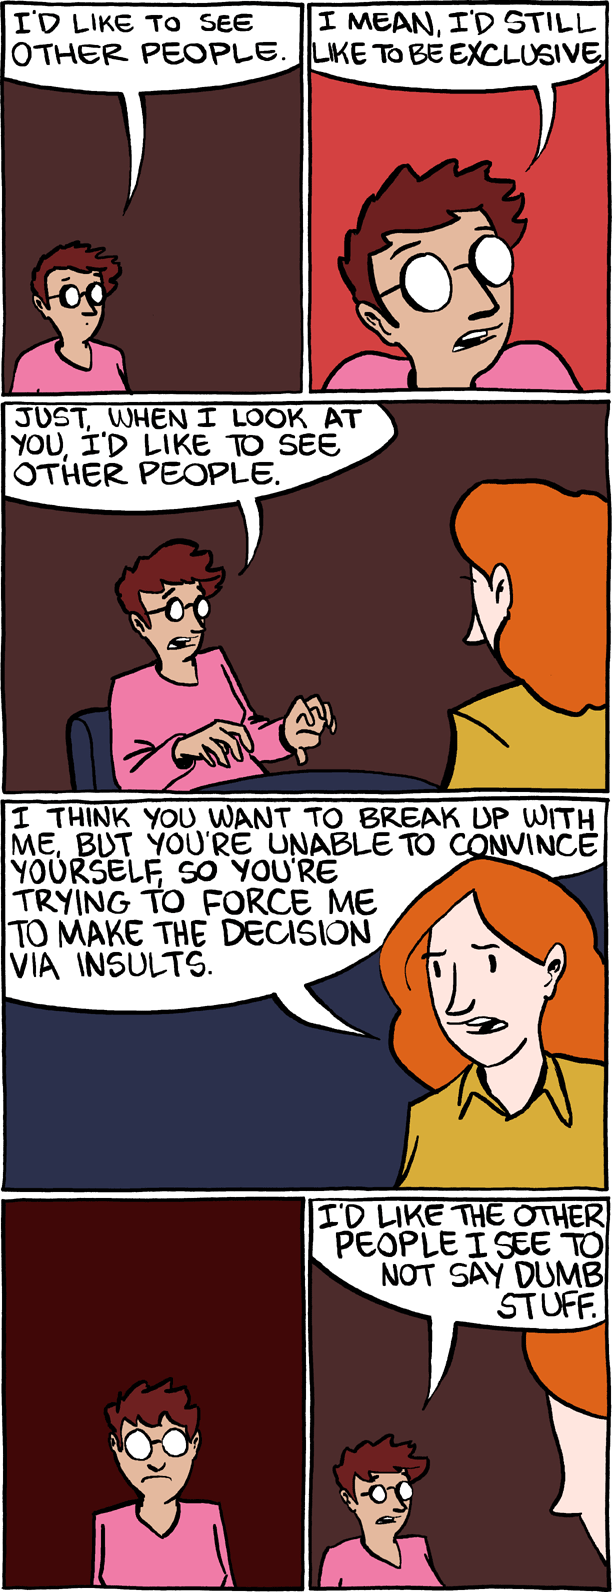 I'D LIKE TO SEE
OTHER PEOPLE.
I MEAN, I'D STILL
LIKE TO BE EXCLUSIVE.
JUST, WHEN I LOOK AT
YOU, I'D LIKE TO SEE
OTHER PEOPLE.
I THINK YOU WANT TO BREAK UP WITH
ME, BUT YOU'RE UNABLE TO CONVINCE
YOURSELF, SO YOU'RE
TRYING TO FORCE ME
TO MAKE THE DECISION
VIA INSULTS.
I'D LIKE THE OTHER
PEOPLE I SEE TO
NOT SAY DUMB
STUFF.